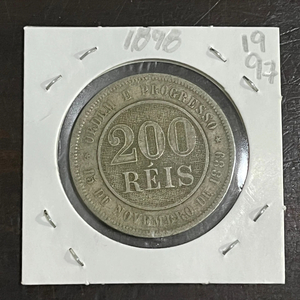 1898
19
97
ORDEM E PROGRESSO
200
RÉIS
15 DE NOVEMBRO DE 1889